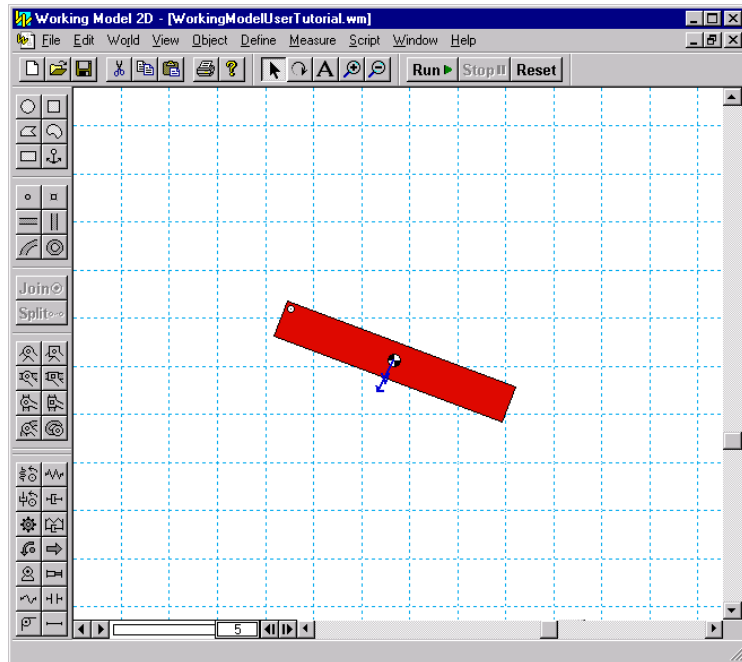 Working Model 2D - [WorkingModelUserTutorial.wm]
File Edit World View Object Define Measure Script Window Help
? A Run Stop Reset
Join
Split
5